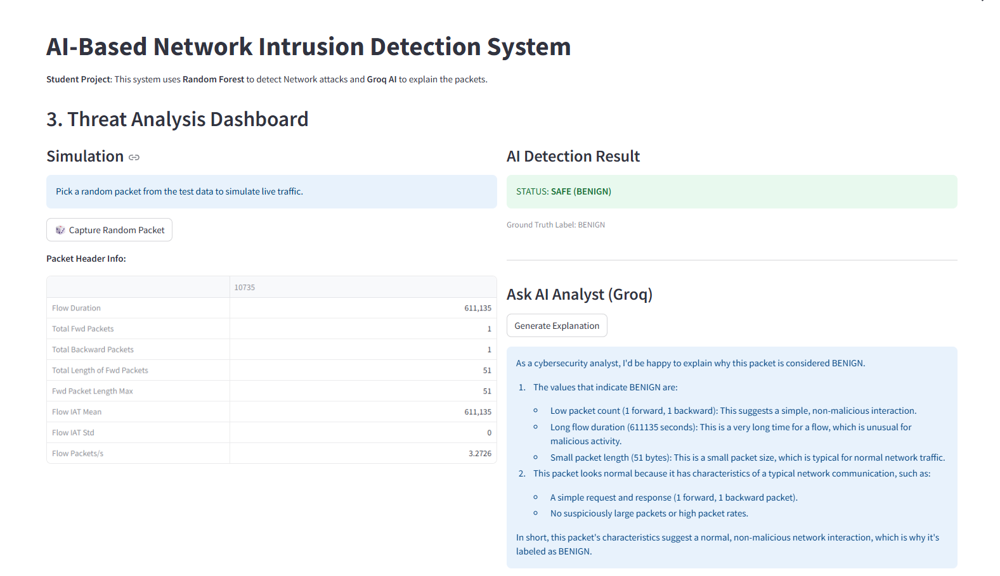 AI-Based Network Intrusion Detection System
Student Project: This system uses Random Forest to detect Network attacks and Groq AI to explain the packets.
3. Threat Analysis Dashboard
Simulation
Pick a random packet from the test data to simulate live traffic.
Capture Random Packet
Packet Header Info:
10735
Flow Duration 611,135
Total Fwd Packets 1
Total Backward Packets 1
Total Length of Fwd Packets 51
Fwd Packet Length Max 51
Flow IAT Mean 611,135
Flow IAT Std 0
Flow Packets/s 3.2726
AI Detection Result
STATUS: SAFE (BENIGN)
Ground Truth Label: BENIGN
Ask AI Analyst (Groq)
Generate Explanation
As a cybersecurity analyst, I'd be happy to explain why this packet is considered BENIGN.
1. The values that indicate BENIGN are:
Low packet count (1 forward, 1 backward): This suggests a simple, non-malicious interaction.
Long flow duration (611135 seconds): This is a very long time for a flow, which is unusual for
malicious activity.
Small packet length (51 bytes): This is a small packet size, which is typical for normal network traffic.
2. This packet looks normal because it has characteristics of a typical network communication, such as:
A simple request and response (1 forward, 1 backward packet).
No suspiciously large packets or high packet rates.
In short, this packet's characteristics suggest a normal, non-malicious network interaction, which is why it's
labeled as BENIGN.